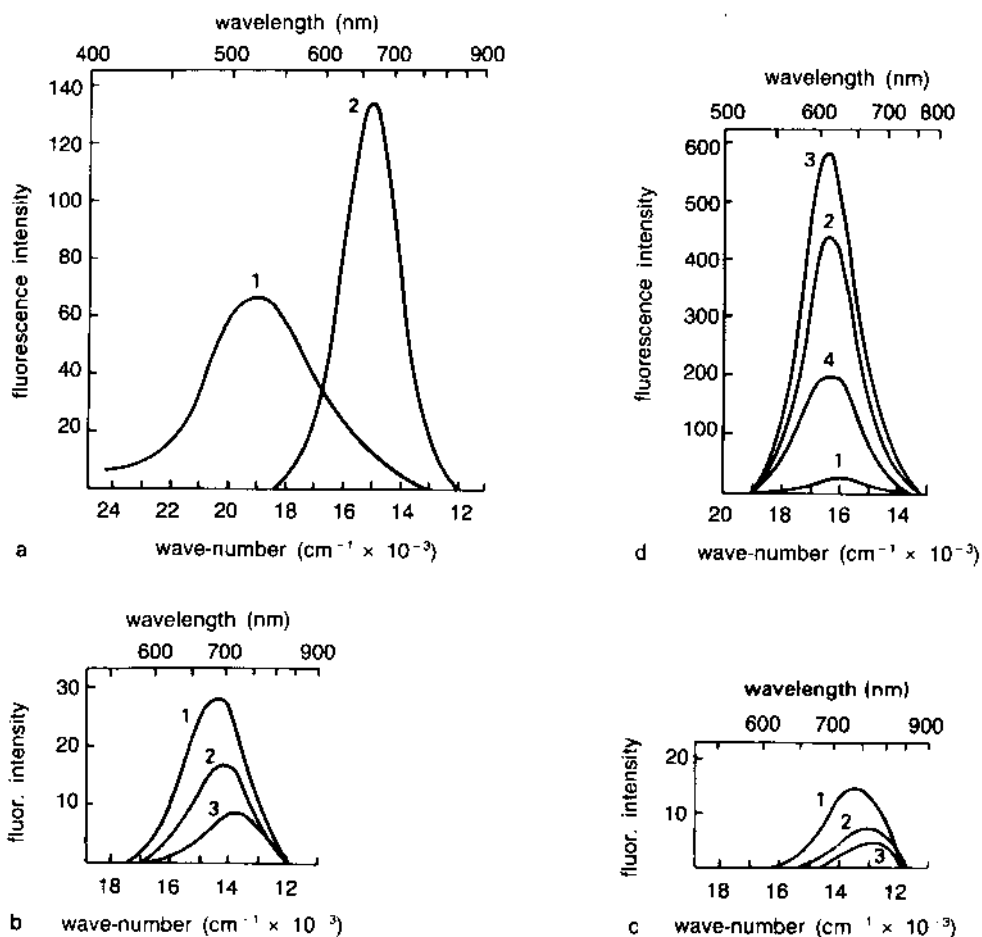 wavelength (nm)
400 500 600 700 900
140
120
100
80
60
40
20
fluorescence intensity
1
2
24 22 20 18 16 14 12
a wave-number (cm⁻¹ × 10⁻³)
wavelength (nm)
500 600 700 800
600
500
400
300
200
100
fluorescence intensity
3
2
4
1
20 18 16 14
d wave-number (cm⁻¹ × 10⁻³)
wavelength (nm)
600 700 900
30
20
10
fluor. intensity
1
2
3
18 16 14 12
b wave-number (cm⁻¹ × 10⁻³)
wavelength (nm)
600 700 900
20
10
fluor. intensity
1
2
3
18 16 14 12
c wave-number (cm⁻¹ × 10⁻³)